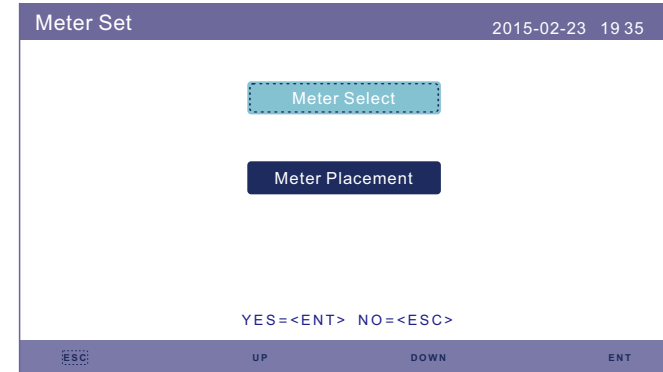 Meter Set 2015-02-23 19 35
Meter Select
Meter Placement
YES=<ENT> NO=<ESC>
ESC UP DOWN ENT